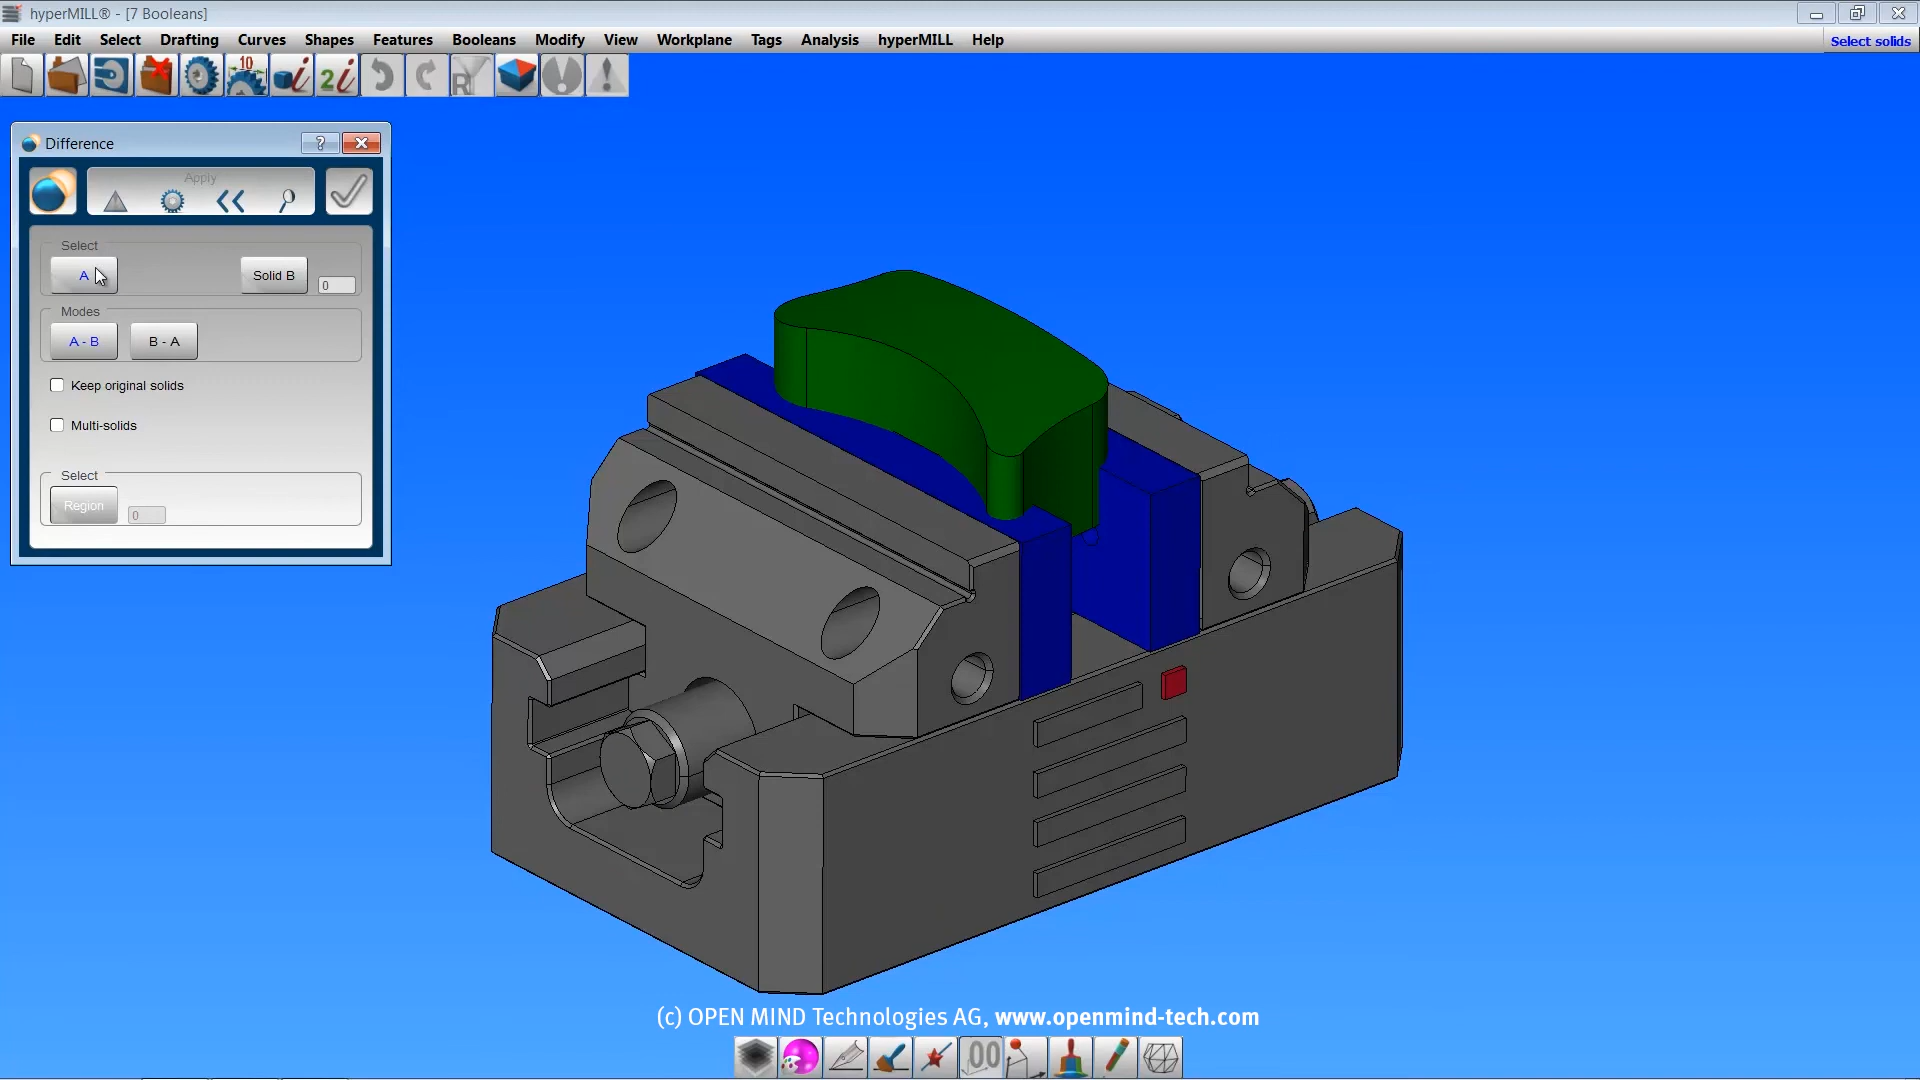 hyperMILL® - [7 Booleans]
File Edit Select Drafting Curves Shapes Features Booleans Modify View Workplane Tags Analysis hyperMILL Help
Select solids
10
i 2i R
Difference
?
Apply
Select
A Solid B 0
Modes
A - B B - A
Keep original solids
Multi-solids
Select
Region 0
(c) OPEN MIND Technologies AG, www.openmind-tech.com
00